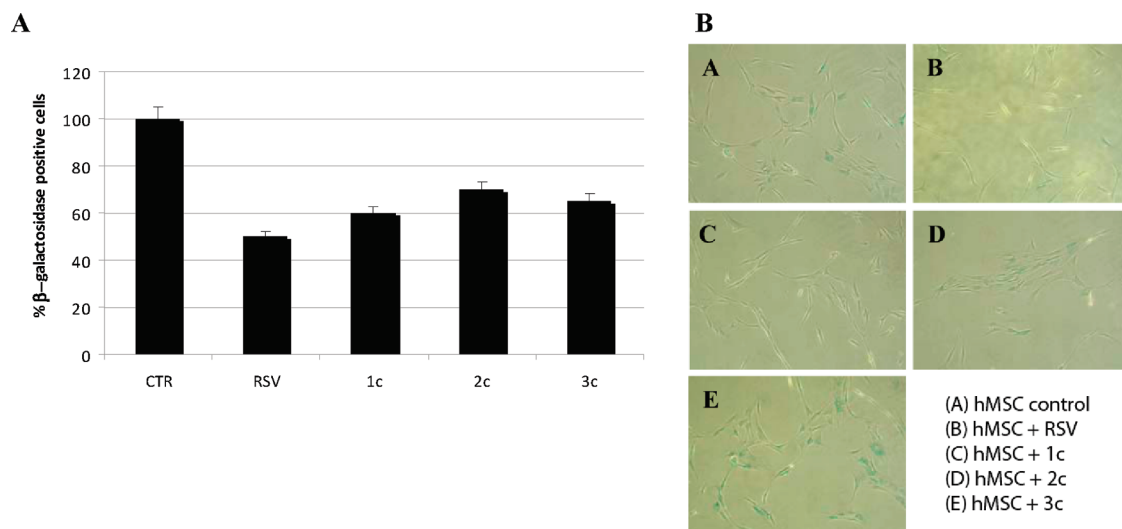 A
% β-galactosidase positive cells
120
100
80
60
40
20
0
CTR RSV 1c 2c 3c
B
A
B
C
D
E
(A) hMSC control
(B) hMSC + RSV
(C) hMSC + 1c
(D) hMSC + 2c
(E) hMSC + 3c